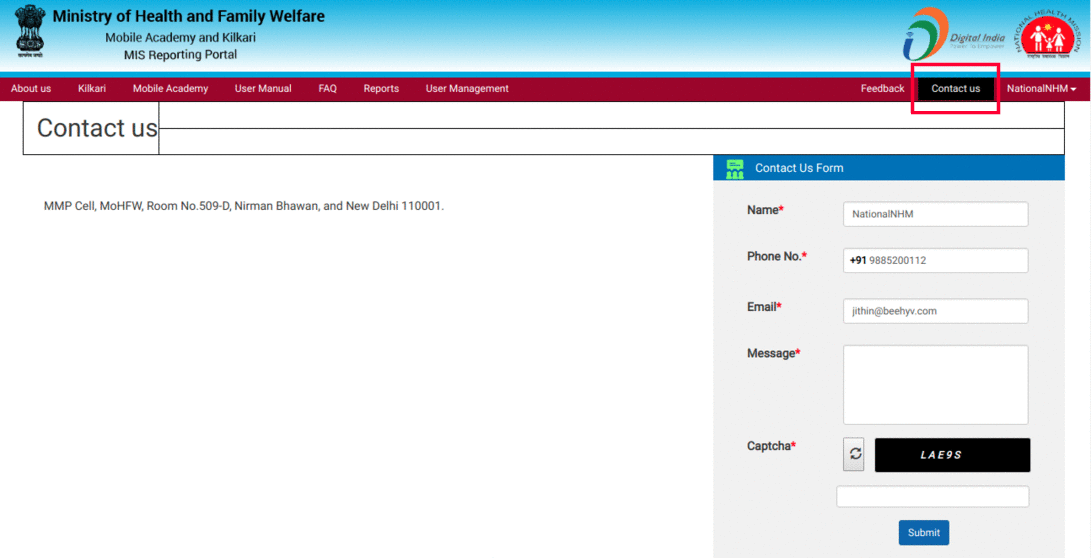 Ministry of Health and Family Welfare
Mobile Academy and Kilkari
MIS Reporting Portal
Digital India
Power To Empower
NATIONAL HEALTH MISSION
About us Kilkari Mobile Academy User Manual FAQ Reports User Management Feedback Contact us NationalNHM
Contact us
Contact Us Form
MMP Cell, MoHFW, Room No.509-D, Nirman Bhawan, and New Delhi 110001.
Name* NationalNHM
Phone No.* +91 9885200112
Email* jithin@beehyv.com
Message*
Captcha* LAE9S
Submit